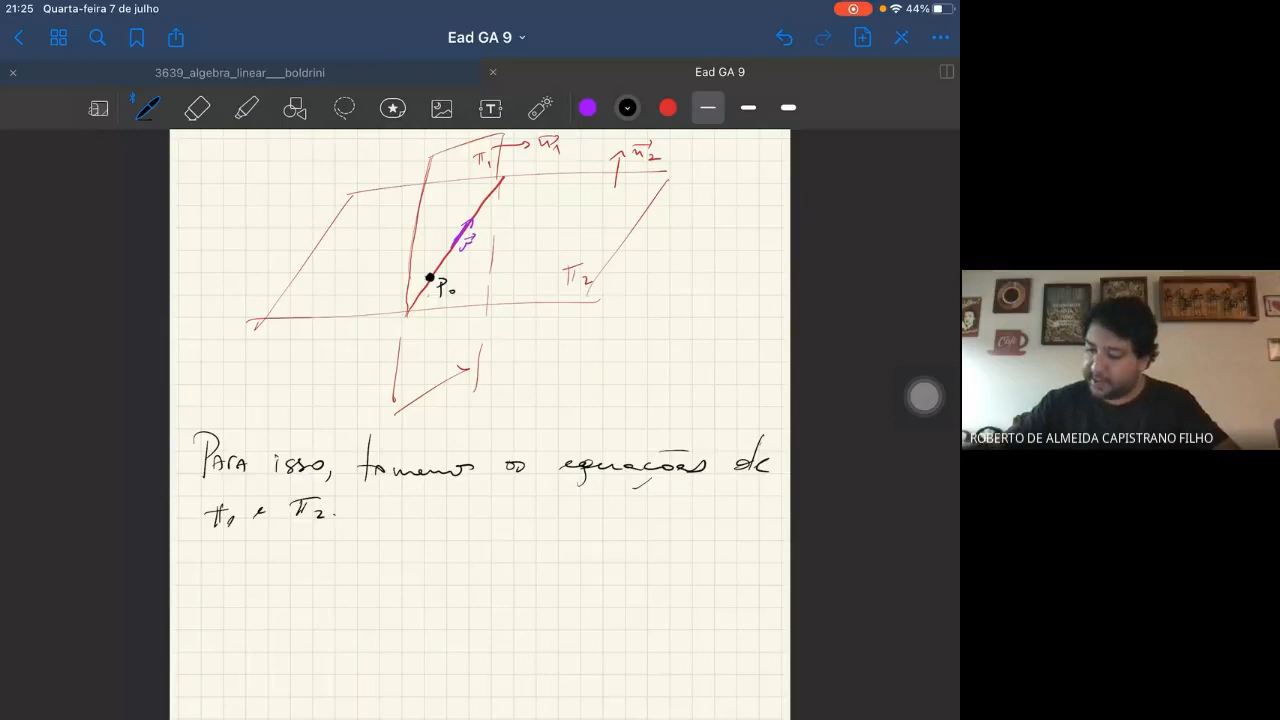 21:25 Quarta-feira 7 de julho
44%
Ead GA 9
3639_algebra_linear___boldrini
Ead GA 9
π₁ n⃗₁
n⃗₂
v⃗
P₀
π₂
Para isso, tomemos as equações de
π₁ e π₂.
Café
ROBERTO DE ALMEIDA CAPISTRANO FILHO